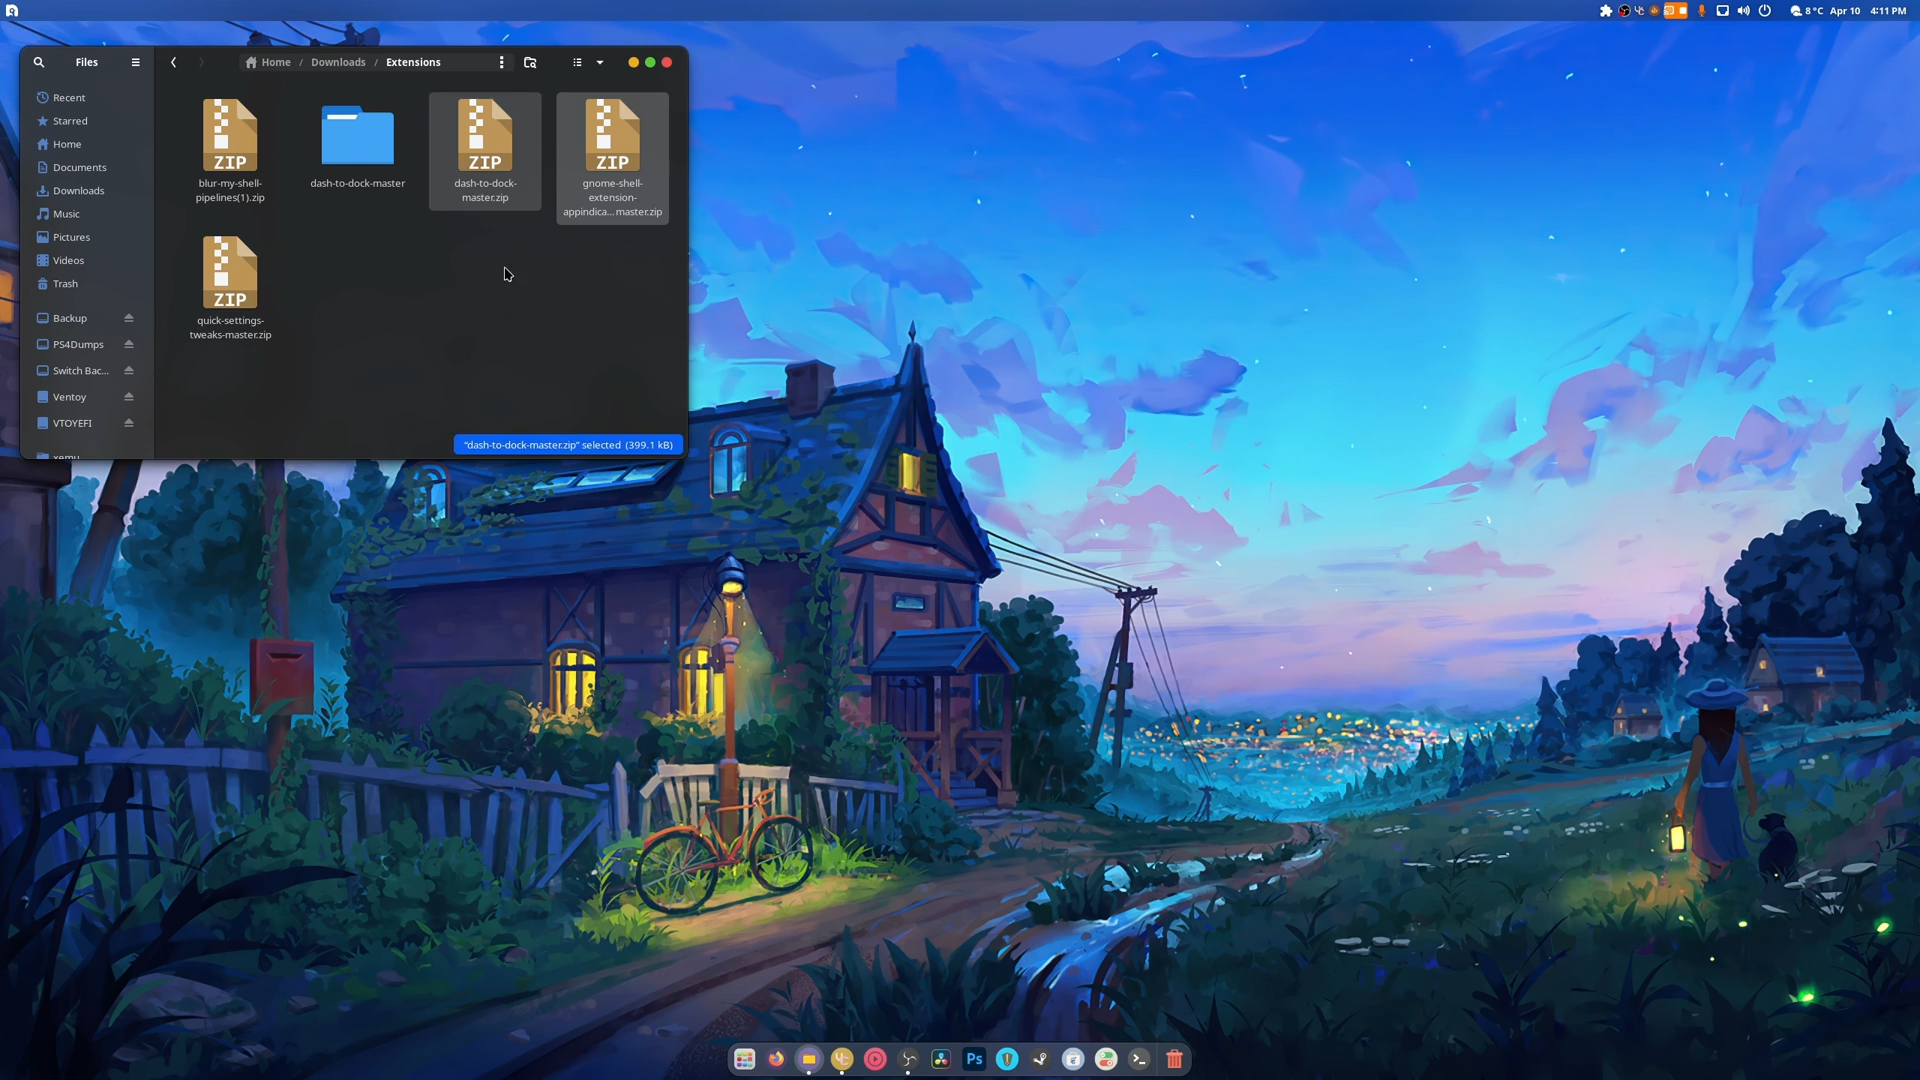 8°C Apr 10 4:11 PM
Files
Home / Downloads / Extensions
Recent
Starred
Home
Documents
Downloads
Music
Pictures
Videos
Trash
Backup
PS4Dumps
Switch Bac...
Ventoy
VTOYEFI
xemu
ZIP
blur-my-shell-
pipelines(1).zip
dash-to-dock-master
ZIP
dash-to-dock-
master.zip
ZIP
gnome-shell-
extension-
appindica...master.zip
ZIP
quick-settings-
tweaks-master.zip
"dash-to-dock-master.zip" selected (399.1 kB)
Ps